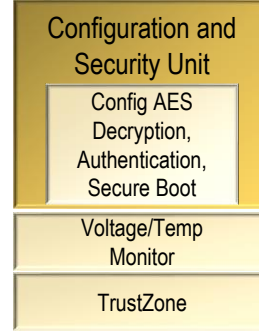 Configuration and
Security Unit
Config AES
Decryption,
Authentication,
Secure Boot
Voltage/Temp
Monitor
TrustZone